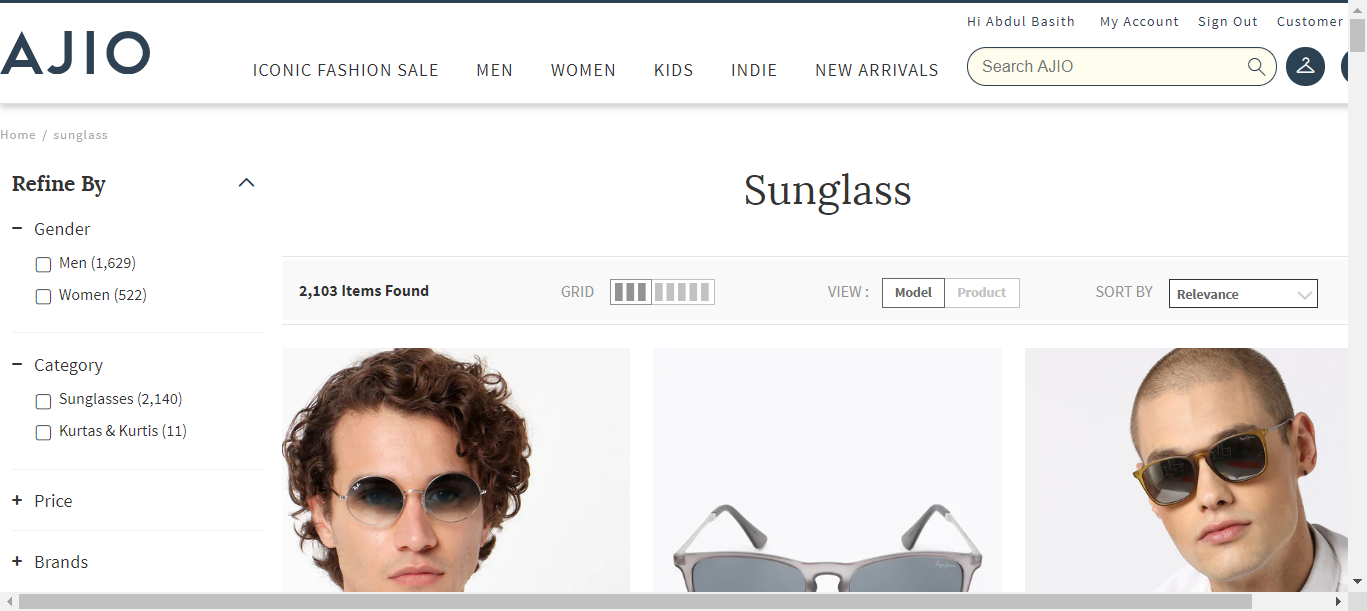 Hi Abdul Basith My Account Sign Out Customer
AJIO
ICONIC FASHION SALE MEN WOMEN KIDS INDIE NEW ARRIVALS Search AJIO
Home / sunglass
Refine By
Sunglass
Gender
Men (1,629)
Women (522)
2,103 Items Found GRID VIEW : Model Product SORT BY Relevance
Category
Sunglasses (2,140)
Kurtas & Kurtis (11)
Price
Brands